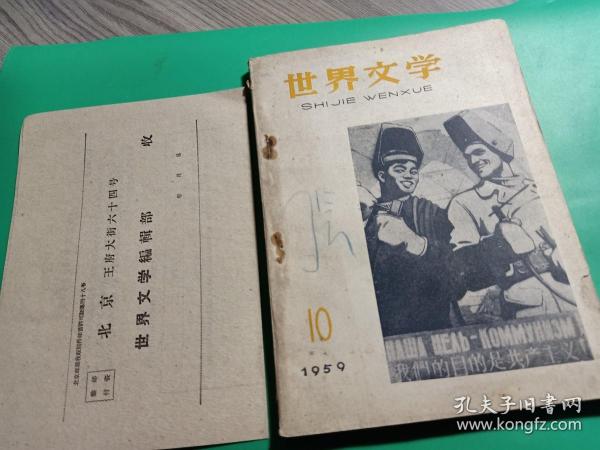 世界文学
SHIJIE WENXUE
10
1959
НАША ЦЕЛЬ-КОММУНИЗМ
我們的目的是共产主义
北京 王府大街六十四号
世界文学編輯部 收
孔夫子旧书网
www.kongfz.com